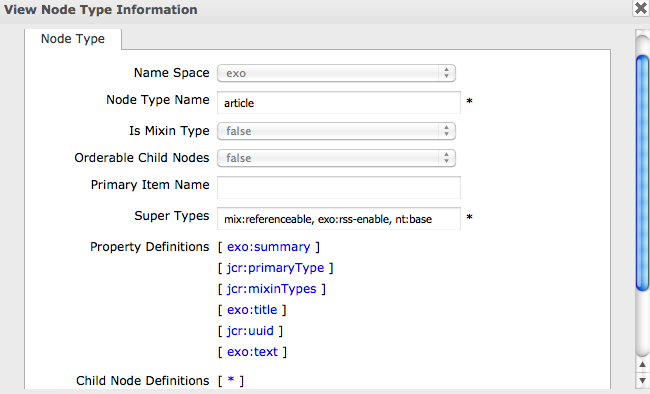 View Node Type Information
Node Type
Name Space exo
Node Type Name article *
Is Mixin Type false
Orderable Child Nodes false
Primary Item Name
Super Types mix:referenceable, exo:rss-enable, nt:base *
Property Definitions [ exo:summary ]
[ jcr:primaryType ]
[ jcr:mixinTypes ]
[ exo:title ]
[ jcr:uuid ]
[ exo:text ]
Child Node Definitions [ * ]